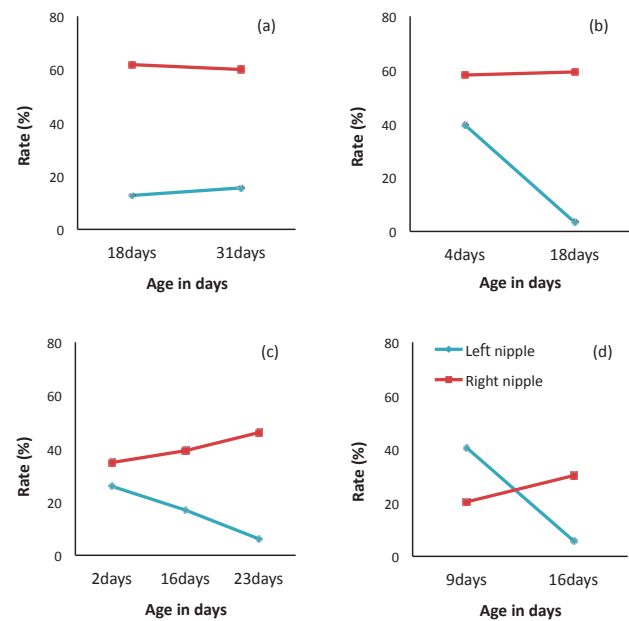 (a)
80
60
40
20
0
Rate (%)
18days 31days
Age in days
(b)
80
60
40
20
0
Rate (%)
4days 18days
Age in days
(c)
80
60
40
20
0
Rate (%)
2days 16days 23days
Age in days
(d)
Left nipple
Right nipple
80
60
40
20
0
Rate (%)
9days 16days
Age in days